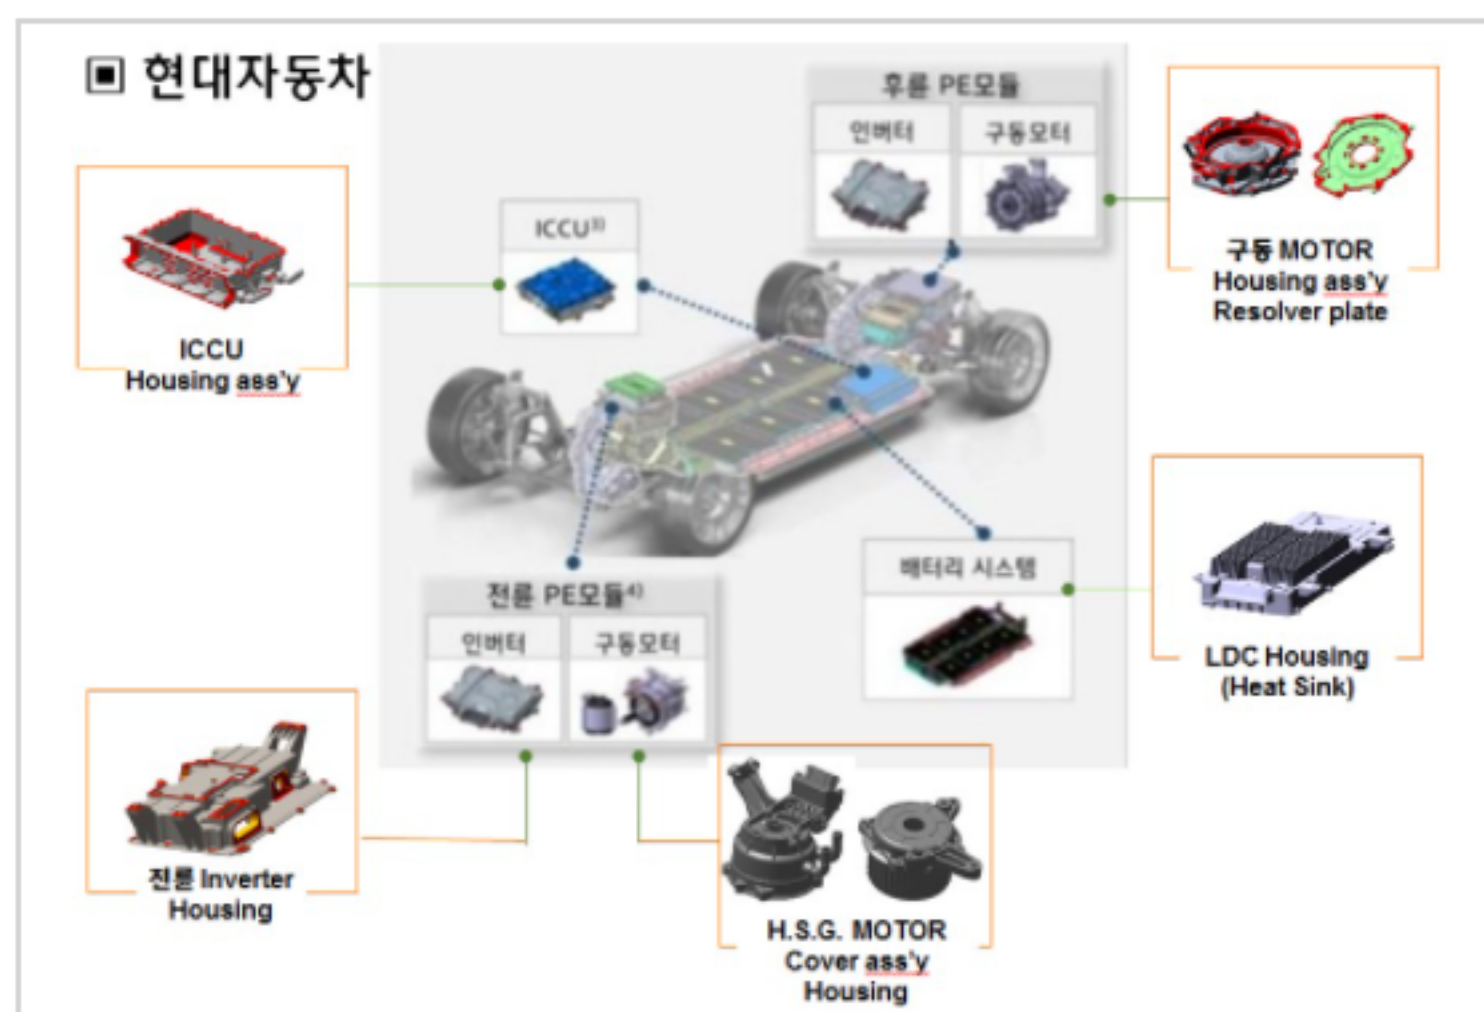 ▣ 현대자동차
후륜 PE모듈
인버터
구동모터
구동 MOTOR
Housing ass'y
Resolver plate
ICCU³⁾
ICCU
Housing ass'y
배터리 시스템
LDC Housing
(Heat Sink)
전륜 PE모듈⁴⁾
인버터
구동모터
전륜 Inverter
Housing
H.S.G. MOTOR
Cover ass'y
Housing